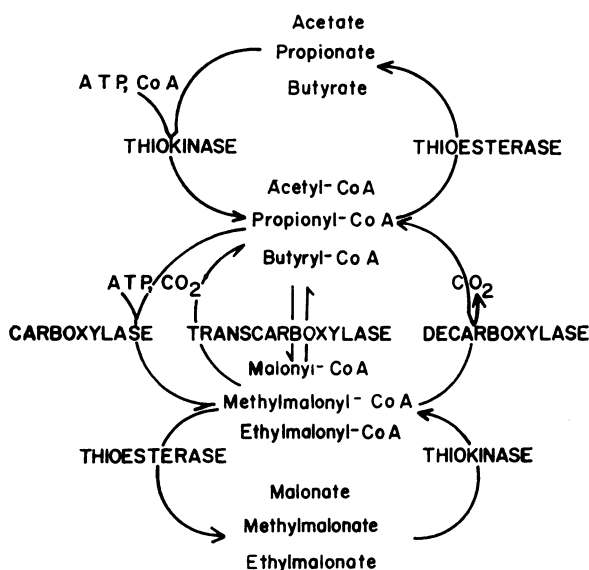 Acetate
Propionate
ATP, CoA
Butyrate
THIOKINASE
THIOESTERASE
Acetyl-CoA
Propionyl-CoA
Butyryl-CoA
ATP, CO2
CO2
CARBOXYLASE
TRANSCARBOXYLASE
DECARBOXYLASE
Malonyl-CoA
Methylmalonyl-CoA
Ethylmalonyl-CoA
THIOESTERASE
THIOKINASE
Malonate
Methylmalonate
Ethylmalonate